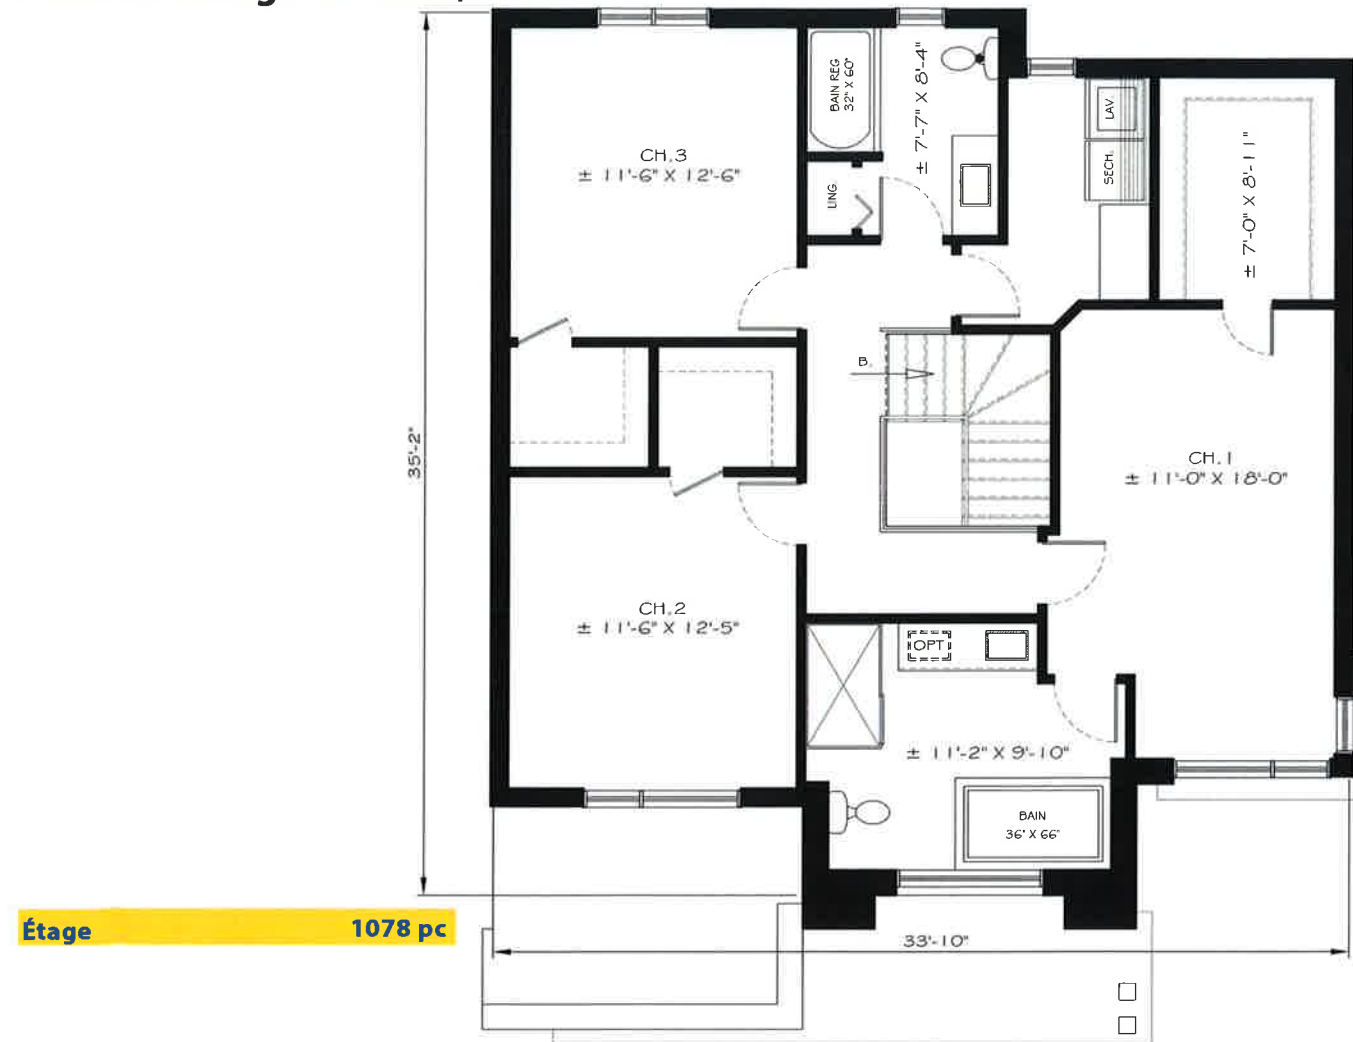 BAIN REG
32" X 60"
± 7'-7" X 8'-4"
LAV.
SECH.
± 7'-0" X 8'-11"
CH.3
± 11'-6" X 12'-6"
LING.
B.
35'-2"
CH.1
± 11'-0" X 18'-0"
CH.2
± 11'-6" X 12'-5"
OPT
± 11'-2" X 9'-10"
BAIN
36" X 66"
Étage 1078 pc
33'-10"